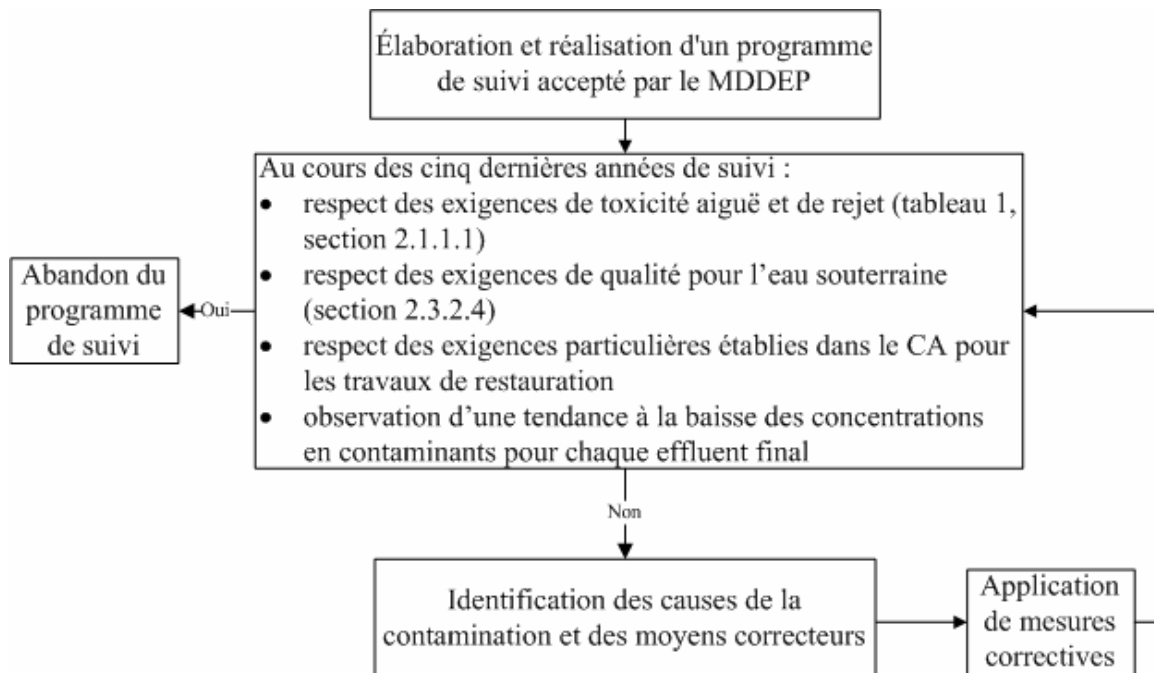 Élaboration et réalisation d'un programme
de suivi accepté par le MDDEP
Au cours des cinq dernières années de suivi :
• respect des exigences de toxicité aiguë et de rejet (tableau 1,
section 2.1.1.1)
• respect des exigences de qualité pour l’eau souterraine
(section 2.3.2.4)
• respect des exigences particulières établies dans le CA pour
les travaux de restauration
• observation d’une tendance à la baisse des concentrations
en contaminants pour chaque effluent final
Oui
Abandon du
programme
de suivi
Non
Identification des causes de la
contamination et des moyens correcteurs
Application
de mesures
correctives